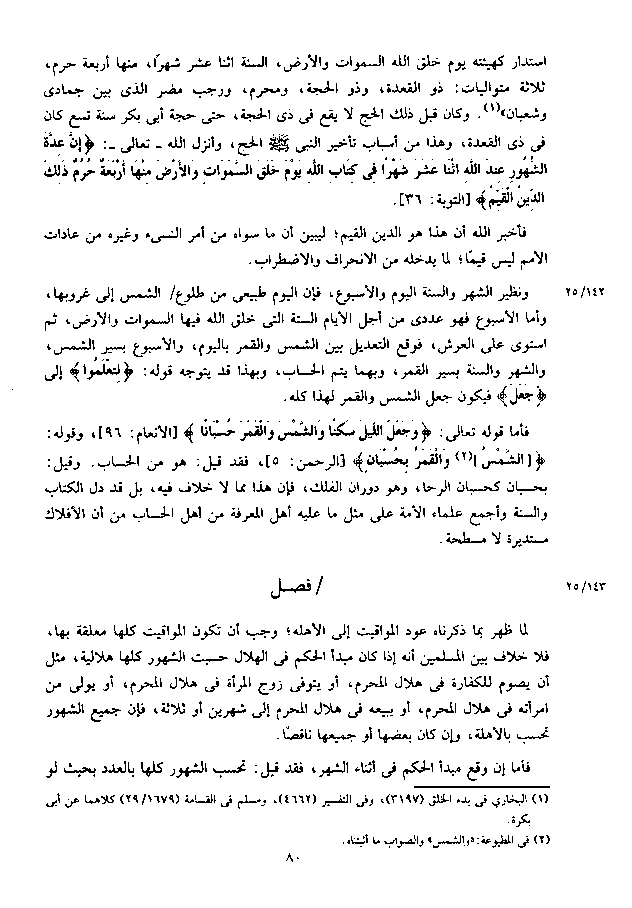 استدار كهيئته يوم خلق الله السموات والأرض، السنة اثنا عشر شهرًا، منها أربعة حرم،
ثلاثة متواليات: ذو القعدة، وذو الحجة، ومحرم، ورجب مضر الذى بين جمادى
وشعبان»(١). وكان قبل ذلك الحج لا يقع فى ذى الحجة، حتى حجة أبى بكر سنة تسع كان
فى ذى القعدة، وهذا من أسباب تأخير النبى ﷺ الحج، وأنزل الله ـ تعالى ـ: ﴿إِنَّ عِدَّةَ
الشُّهُورِ عِندَ اللَّهِ اثْنَا عَشَرَ شَهْرًا فِى كِتَابِ اللَّهِ يَوْمَ خَلَقَ السَّمَوَاتِ وَالأَرْضَ مِنْهَا أَرْبَعَةٌ حُرُمٌ ذَلِكَ
الدِّينُ الْقَيِّمُ﴾ [التوبة: ٣٦].
فأخبر الله أن هذا هو الدين القيم؛ ليبين أن ما سواه من أمر النسىء وغيره من عادات
الأمم ليس قيمًا؛ لما يدخله من الانحراف والاضطراب.
٢٥/١٤٢ ونظير الشهر والسنة اليوم والأسبوع، فإن اليوم طبيعى من طلوع/ الشمس إلى غروبها،
وأما الأسبوع فهو عددى من أجل الأيام الستة التى خلق الله فيها السموات والأرض، ثم
استوى على العرش، فوقع التعديل بين الشمس والقمر باليوم، والأسبوع بسير الشمس،
والشهر والسنة بسير القمر، وبهما يتم الحساب، وبهذا قد يتوجه قوله: ﴿لِتَعْلَمُوا﴾ إلى
﴿جَعَلَ﴾ فيكون جعل الشمس والقمر لهذا كله.
فأما قوله تعالى: ﴿وَجَعَلَ اللَّيْلَ سَكَنًا وَالشَّمْسَ وَالْقَمَرَ حُسْبَانًا﴾ [الأنعام: ٩٦]، وقوله:
﴿[الشَّمْسُ](٢) وَالْقَمَرُ بِحُسْبَانٍ﴾ [الرحمن: ٥]، فقد قيل: هو من الحساب. وقيل:
بحسبان كحسبان الرحا، وهو دوران الفلك، فإن هذا مما لا خلاف فيه، بل قد دل الكتاب
والسنة وأجمع علماء الأمة على مثل ما عليه أهل المعرفة من أهل الحساب من أن الأفلاك
مستديرة لا مسطحة.
٢٥/١٤٣ / فصل
لما ظهر بما ذكرناه عود المواقيت إلى الأهلة؛ وجب أن تكون المواقيت كلها معلقة بها،
فلا خلاف بين المسلمين أنه إذا كان مبدأ الحكم فى الهلال حسبت الشهور كلها هلالية، مثل
أن يصوم للكفارة فى هلال المحرم، أو يتوفى زوج المرأة فى هلال المحرم، أو يولى من
امرأته فى هلال المحرم، أو يبيعه فى هلال المحرم إلى شهرين أو ثلاثة، فإن جميع الشهور
تحسب بالأهلة، وإن كان بعضها أو جميعها ناقصًا.
فأما إن وقع مبدأ الحكم فى أثناء الشهر، فقد قيل: تحسب الشهور كلها بالعدد بحيث لو
(١) البخارى فى بدء الخلق (٣١٩٧)، وفى التفسير (٤٦٦٢)، ومسلم فى القسامة (٢٩/١٦٧٩) كلاهما عن أبى
بكرة.
(٢) فى المطبوعة: «والشمس» والصواب ما أثبتناه.
٨٠